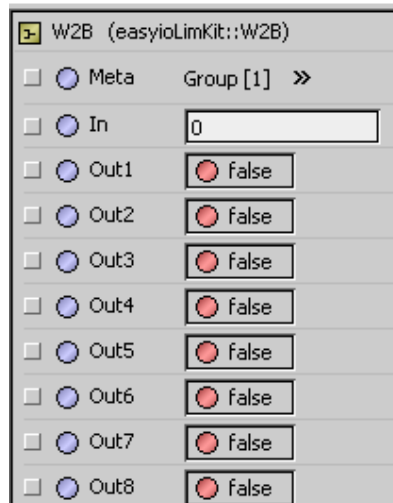 W2B (easyioLimKit::W2B)
Meta Group [1] »
In 0
Out1 false
Out2 false
Out3 false
Out4 false
Out5 false
Out6 false
Out7 false
Out8 false